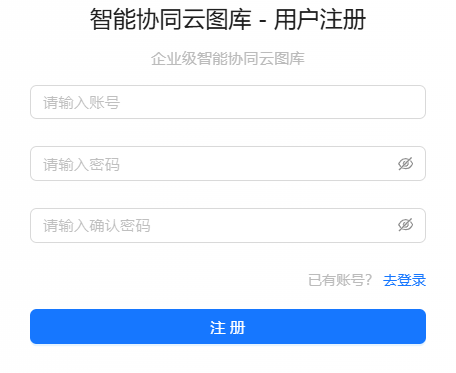 智能协同云图库 - 用户注册
企业级智能协同云图库
请输入账号
请输入密码
请输入确认密码
已有账号? 去登录
注 册